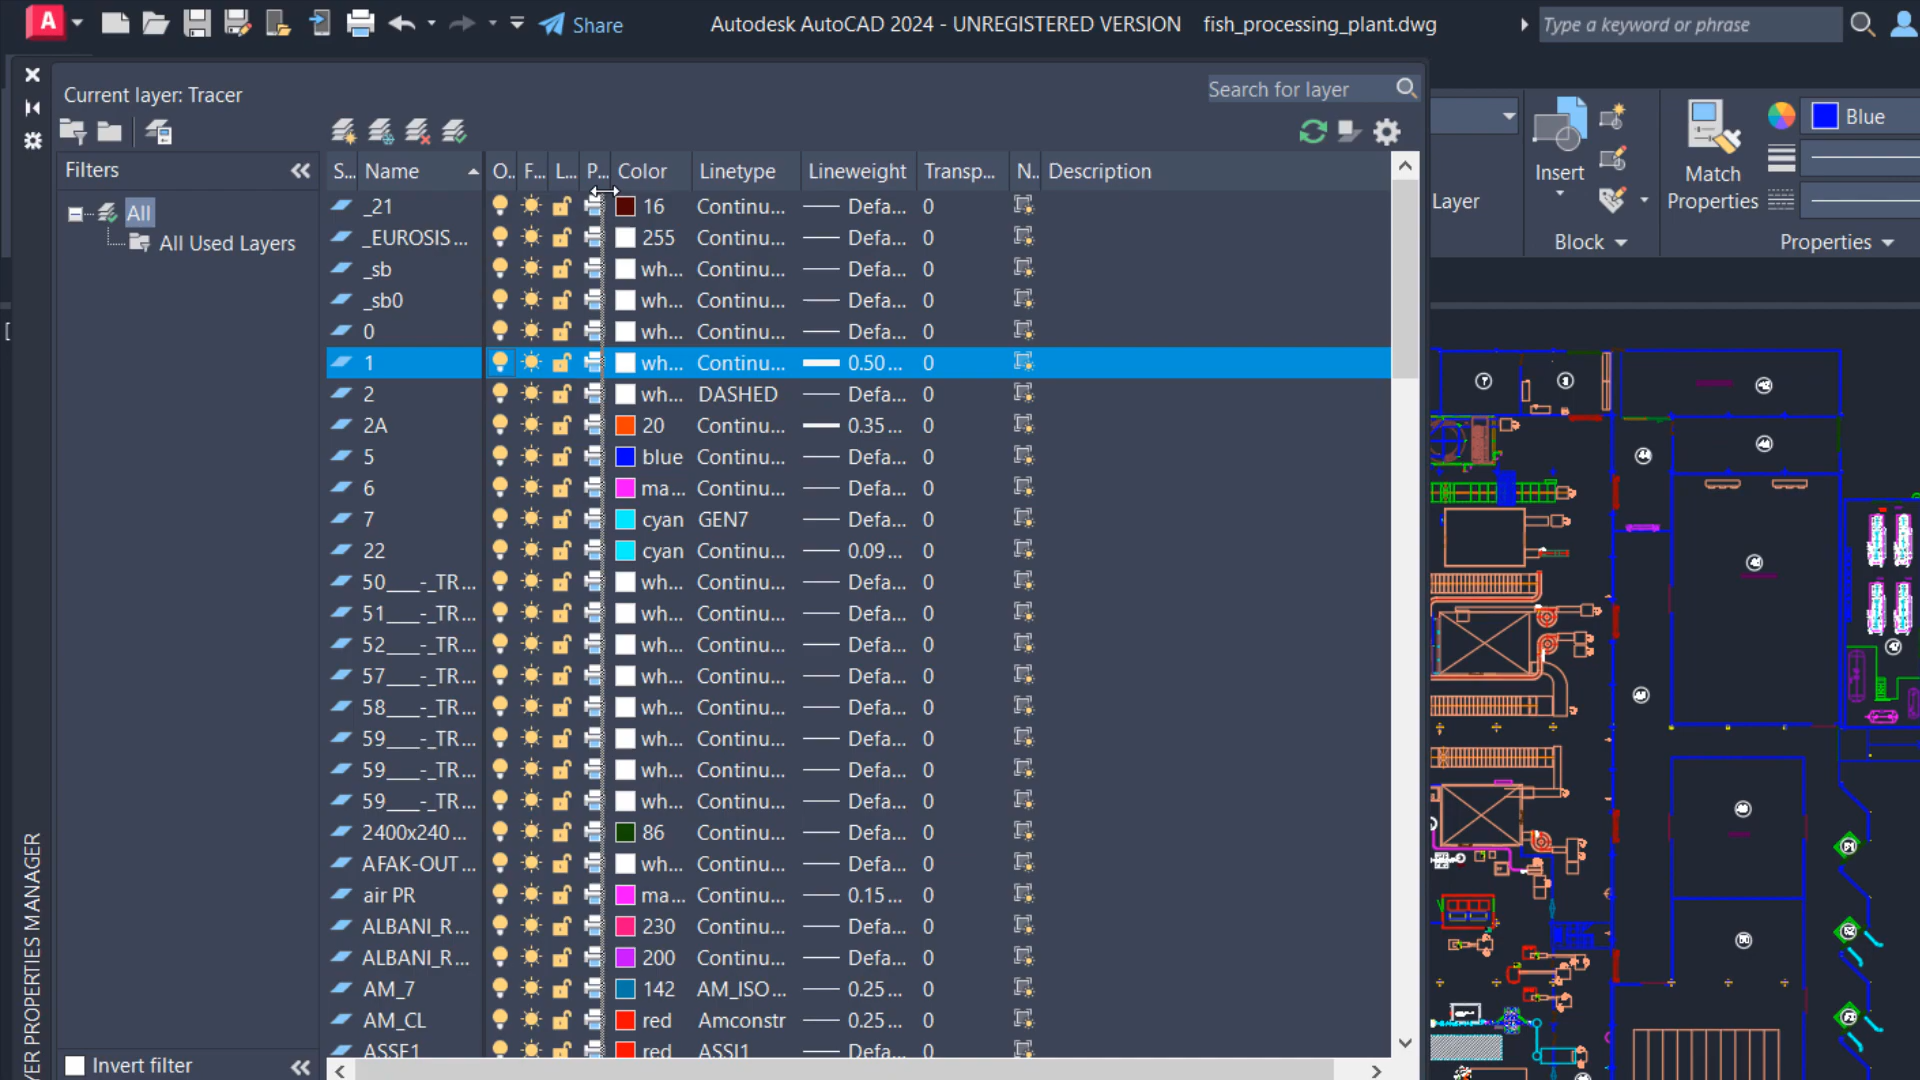 A
Share
Autodesk AutoCAD 2024 - UNREGISTERED VERSION fish_processing_plant.dwg
Type a keyword or phrase
Current layer: Tracer
Search for layer
Filters
All
All Used Layers
S.. Name O.. F... L... P... Color Linetype Lineweight Transp... N.. Description
_21 16 Continu... Defa... 0
_EUROSIS... 255 Continu... Defa... 0
_sb wh... Continu... Defa... 0
_sb0 wh... Continu... Defa... 0
0 wh... Continu... Defa... 0
1 wh... Continu... 0.50... 0
2 wh... DASHED Defa... 0
2A 20 Continu... 0.35... 0
5 blue Continu... Defa... 0
6 ma... Continu... Defa... 0
7 cyan GEN7 Defa... 0
22 cyan Continu... 0.09... 0
50___-_TR... wh... Continu... Defa... 0
51___-_TR... wh... Continu... Defa... 0
52___-_TR... wh... Continu... Defa... 0
57___-_TR... wh... Continu... Defa... 0
58___-_TR... wh... Continu... Defa... 0
59___-_TR... wh... Continu... Defa... 0
59___-_TR... wh... Continu... Defa... 0
59___-_TR... wh... Continu... Defa... 0
2400x240... 86 Continu... Defa... 0
AFAK-OUT... wh... Continu... Defa... 0
air PR ma... Continu... 0.15... 0
ALBANI_R... 230 Continu... Defa... 0
ALBANI_R... 200 Continu... Defa... 0
AM_7 142 AM_ISO... 0.25... 0
AM_CL red Amconstr 0.25... 0
ASSE1 red ASSI1 Defa... 0
Invert filter
YER PROPERTIES MANAGER
Layer
Insert
Block
Match
Properties
Blue
Properties